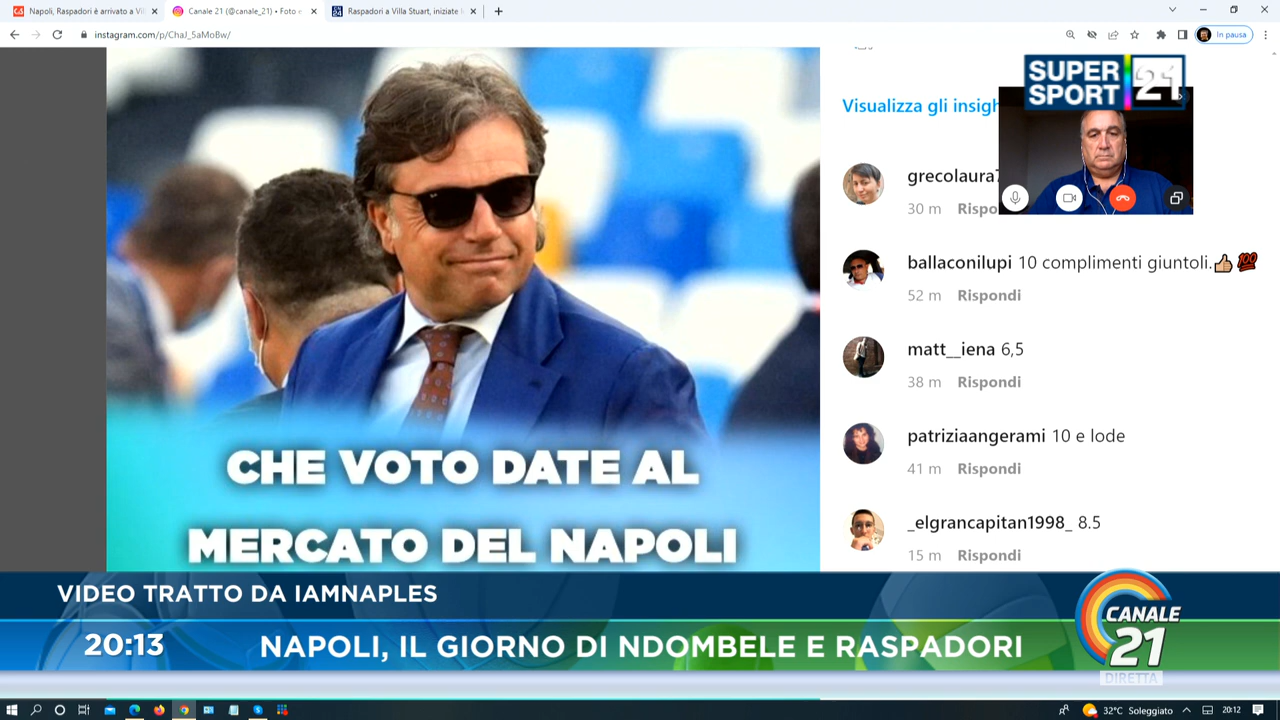 Napoli, Raspadori è arrivato a Vil
Canale 21 (@canale_21) • Foto e
Raspadori a Villa Stuart, iniziate l
instagram.com/p/ChaJ_5aMoBw/
In pausa
SUPER
SPORT 21
Visualizza gli insigh
grecolaura7
30 m Rispo
ballaconilupi 10 complimenti giuntoli.👍💯
52 m Rispondi
matt__iena 6,5
38 m Rispondi
patriziaangerami 10 e lode
41 m Rispondi
_elgrancapitan1998_ 8.5
15 m Rispondi
CHE VOTO DATE AL
MERCATO DEL NAPOLI
VIDEO TRATTO DA IAMNAPLES
20:13 NAPOLI, IL GIORNO DI NDOMBELE E RASPADORI
CANALE
21
DIRETTA
32°C Soleggiato
20:12